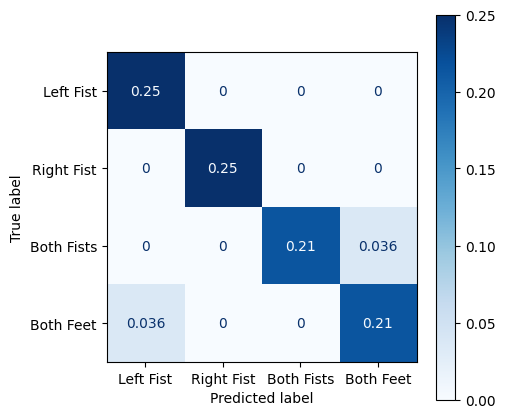 0.25
Left Fist 0.25 0 0 0
0.20
Right Fist 0 0.25 0 0
0.15
True label
Both Fists 0 0 0.21 0.036
0.10
Both Feet 0.036 0 0 0.21
0.05
Left Fist Right Fist Both Fists Both Feet
Predicted label
0.00